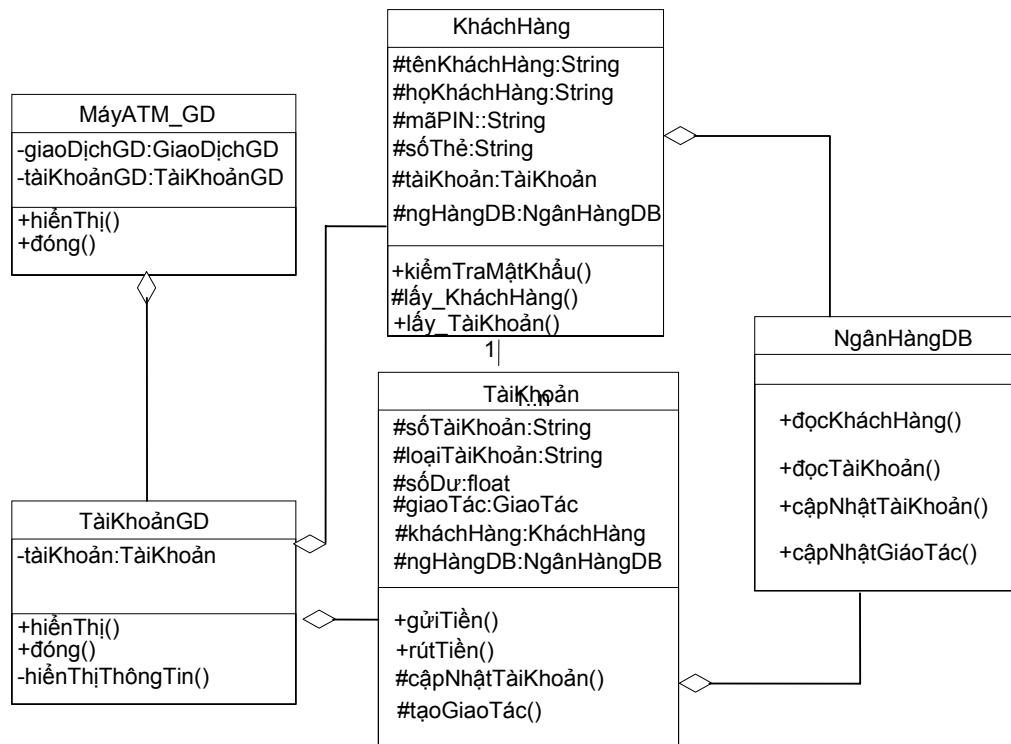 KháchHàng
#tênKháchHàng:String
#họKháchHàng:String
#mãPIN::String
#sốThẻ:String
#tàiKhoản:TàiKhoản
#ngHàngDB:NgânHàngDB
+kiểmTraMậtKhẩu()
#lấy_KháchHàng()
+lấy_TàiKhoản()
MáyATM_GD
-giaoDịchGD:GiaoDịchGD
-tàiKhoảnGD:TàiKhoảnGD
+hiểnThị()
+đóng()
1
1..n
TàiKhoản
#sốTàiKhoản:String
#loạiTàiKhoản:String
#sốDư:float
#giaoTác:GiaoTác
#kháchHàng:KháchHàng
#ngHàngDB:NgânHàngDB
+gửiTiền()
+rútTiền()
#cậpNhậtTàiKhoản()
#tạoGiaoTác()
NgânHàngDB
+đọcKháchHàng()
+đọcTàiKhoản()
+cậpNhậtTàiKhoản()
+cậpNhậtGiáoTác()
TàiKhoảnGD
-tàiKhoản:TàiKhoản
+hiểnThị()
+đóng()
-hiểnThịThôngTin()